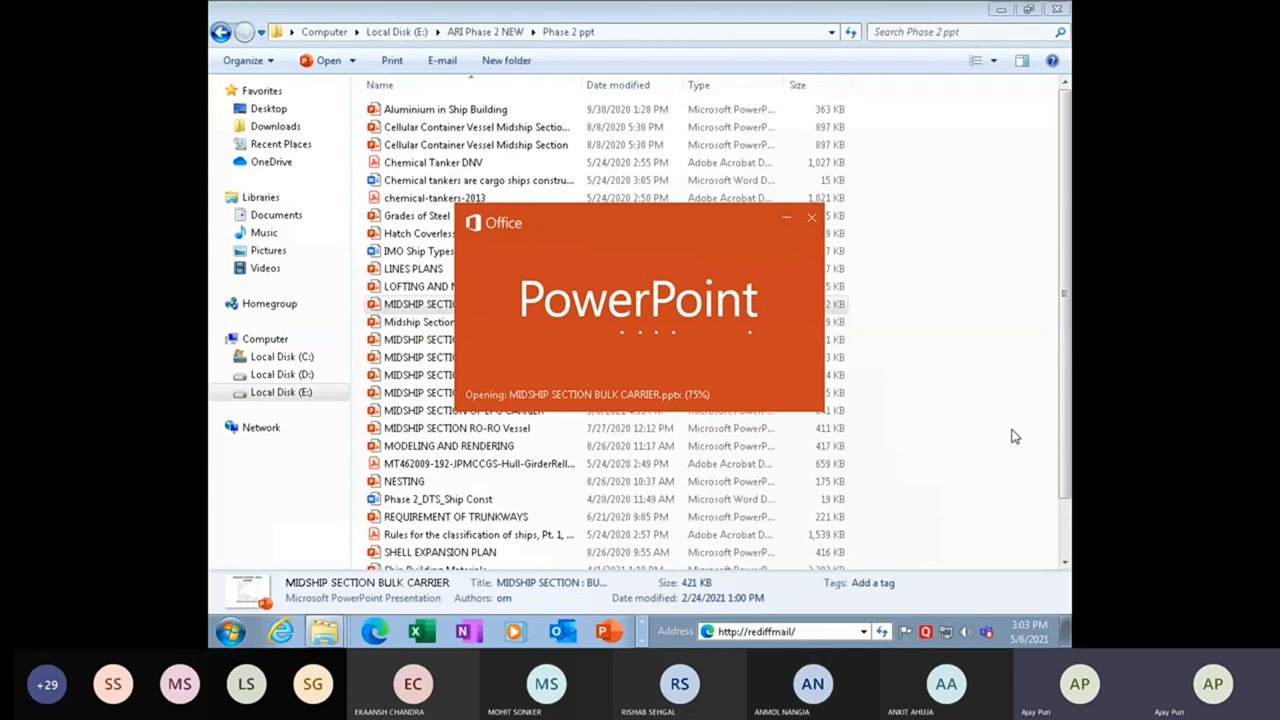 Computer ▸ Local Disk (E:) ▸ ARI Phase 2 NEW ▸ Phase 2 ppt
Search Phase 2 ppt
Organize Open Print E-mail New folder
Name Date modified Type Size
Favorites
Desktop
Downloads
Recent Places
OneDrive
Libraries
Documents
Music
Pictures
Videos
Homegroup
Computer
Local Disk (C:)
Local Disk (D:)
Local Disk (E:)
Network
Aluminium in Ship Building 9/30/2020 1:28 PM Microsoft PowerP... 363 KB
Cellular Container Vessel Midship Sectio... 8/8/2020 5:30 PM Microsoft PowerP... 897 KB
Cellular Container Vessel Midship Section 8/8/2020 5:30 PM Microsoft PowerP... 897 KB
Chemical Tanker DNV 5/24/2020 2:55 PM Adobe Acrobat D... 1,027 KB
Chemical tankers are cargo ships constru... 5/24/2020 3:05 PM Microsoft Word D... 15 KB
chemical-tankers-2013 5/24/2020 2:50 PM Adobe Acrobat D... 1,021 KB
Grades of Steel
Hatch Coverless
IMO Ship Types
LINES PLANS
LOFTING AND
MIDSHIP SECTIO
Midship Section
MIDSHIP SECTI
MIDSHIP SECTI
MIDSHIP SECTI
MIDSHIP SECTI
MIDSHIP SECTION
MIDSHIP SECTION RO-RO Vessel 7/27/2020 12:12 PM Microsoft PowerP... 411 KB
MODELING AND RENDERING 8/26/2020 11:17 AM Microsoft PowerP... 417 KB
MT462009-192-JPMCCGS-Hull-GirderRell... 5/24/2020 2:49 PM Adobe Acrobat D... 659 KB
NESTING 8/26/2020 10:37 AM Microsoft PowerP... 175 KB
Phase 2_DTS_Ship Const 4/20/2020 11:49 AM Microsoft Word D... 19 KB
REQUIREMENT OF TRUNKWAYS 6/21/2020 9:05 PM Microsoft PowerP... 221 KB
Rules for the classification of ships, Pt. 1, ... 5/24/2020 2:57 PM Adobe Acrobat D... 1,539 KB
SHELL EXPANSION PLAN 8/26/2020 9:55 AM Microsoft PowerP... 416 KB
Office
PowerPoint
Opening: MIDSHIP SECTION BULK CARRIER.pptx (75%)
MIDSHIP SECTION BULK CARRIER Title: MIDSHIP SECTION : BU... Size: 421 KB Tags: Add a tag
Microsoft PowerPoint Presentation Authors: om Date modified: 2/24/2021 1:00 PM
Address http://rediffmail/
3:03 PM
5/6/2021
+29 SS MS LS SG EC MS RS AN AA AP AP
EKAANSH CHANDRA MOHIT SONKER RISHAB SEHGAL ANMOL NANGIA ANKIT AHUJA Ajay Puri Ajay Puri